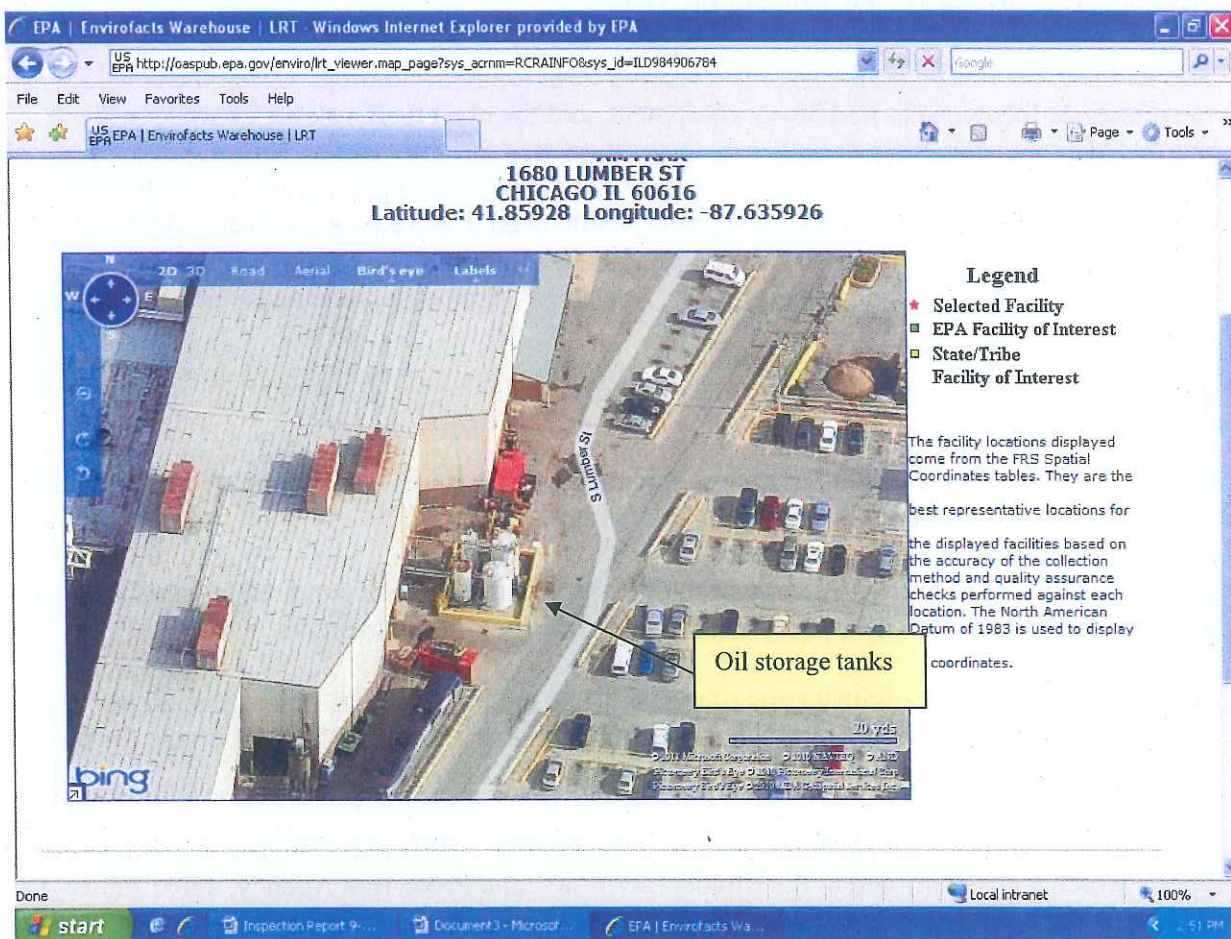 EPA | Envirofacts Warehouse | LRT - Windows Internet Explorer provided by EPA
US EPA http://oaspub.epa.gov/enviro/lrt_viewer.map_page?sys_acrnm=RCRAINFO&sys_id=ILD984906784
Google
File Edit View Favorites Tools Help
US EPA EPA | Envirofacts Warehouse | LRT
Page Tools »
1680 LUMBER ST
CHICAGO IL 60616
Latitude: 41.85928 Longitude: -87.635926
N
2D 3D Road Aerial Bird's eye Labels
W E
S
S Lumber St
Oil storage tanks
20 yds
bing
Legend
* Selected Facility
EPA Facility of Interest
State/Tribe
Facility of Interest
The facility locations displayed
come from the FRS Spatial
Coordinates tables. They are the
best representative locations for
the displayed facilities based on
the accuracy of the collection
method and quality assurance
checks performed against each
location. The North American
Datum of 1983 is used to display
coordinates.
Done Local intranet 100%
start Inspection Report 9-... Document3 - Microsof... EPA | Envirofacts Wa... 2:51 PM